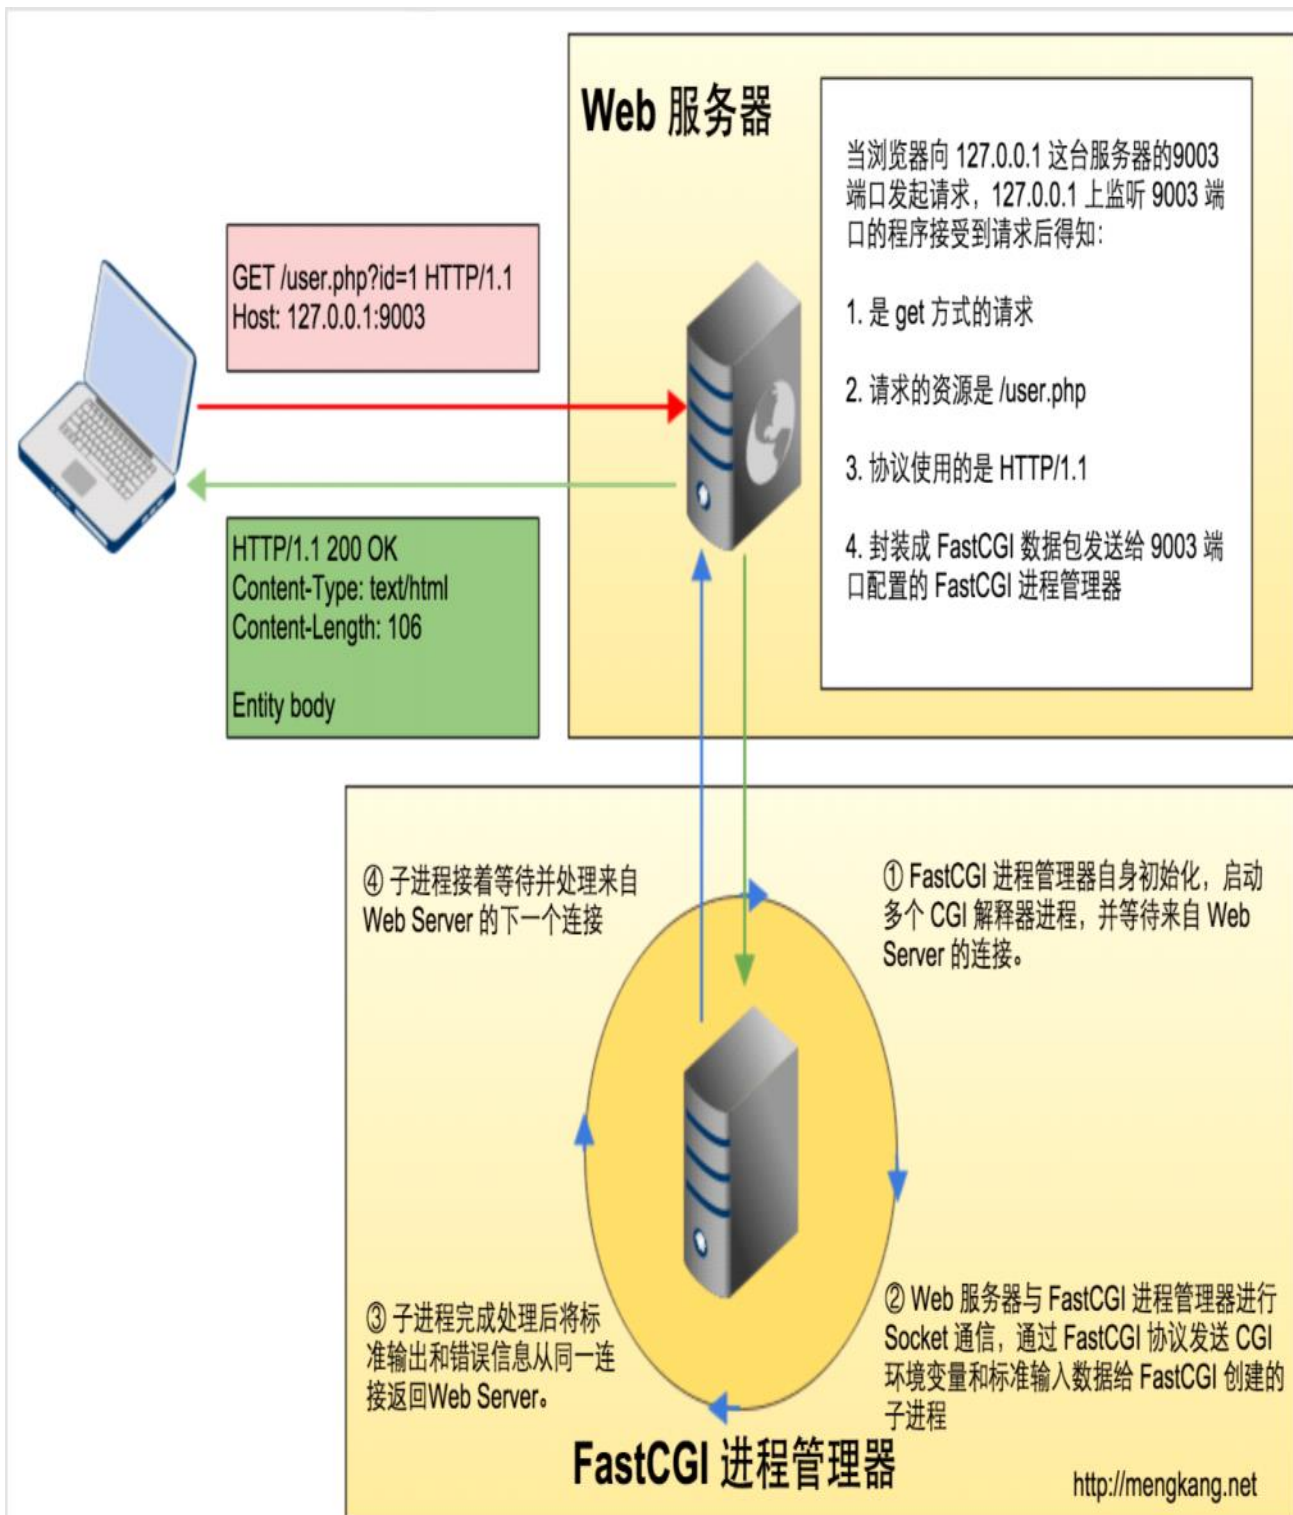 Web 服务器
当浏览器向 127.0.0.1 这台服务器的9003
端口发起请求，127.0.0.1 上监听 9003 端
口的程序接受到请求后得知：
1. 是 get 方式的请求
2. 请求的资源是 /user.php
3. 协议使用的是 HTTP/1.1
4. 封装成 FastCGI 数据包发送给 9003 端
口配置的 FastCGI 进程管理器
GET /user.php?id=1 HTTP/1.1
Host: 127.0.0.1:9003
HTTP/1.1 200 OK
Content-Type: text/html
Content-Length: 106
Entity body
① FastCGI 进程管理器自身初始化，启动
多个 CGI 解释器进程，并等待来自 Web
Server 的连接。
② Web 服务器与 FastCGI 进程管理器进行
Socket 通信，通过 FastCGI 协议发送 CGI
环境变量和标准输入数据给 FastCGI 创建的
子进程
③ 子进程完成处理后将标
准输出和错误信息从同一连
接返回Web Server。
④ 子进程接着等待并处理来自
Web Server 的下一个连接
FastCGI 进程管理器
http://mengkang.net